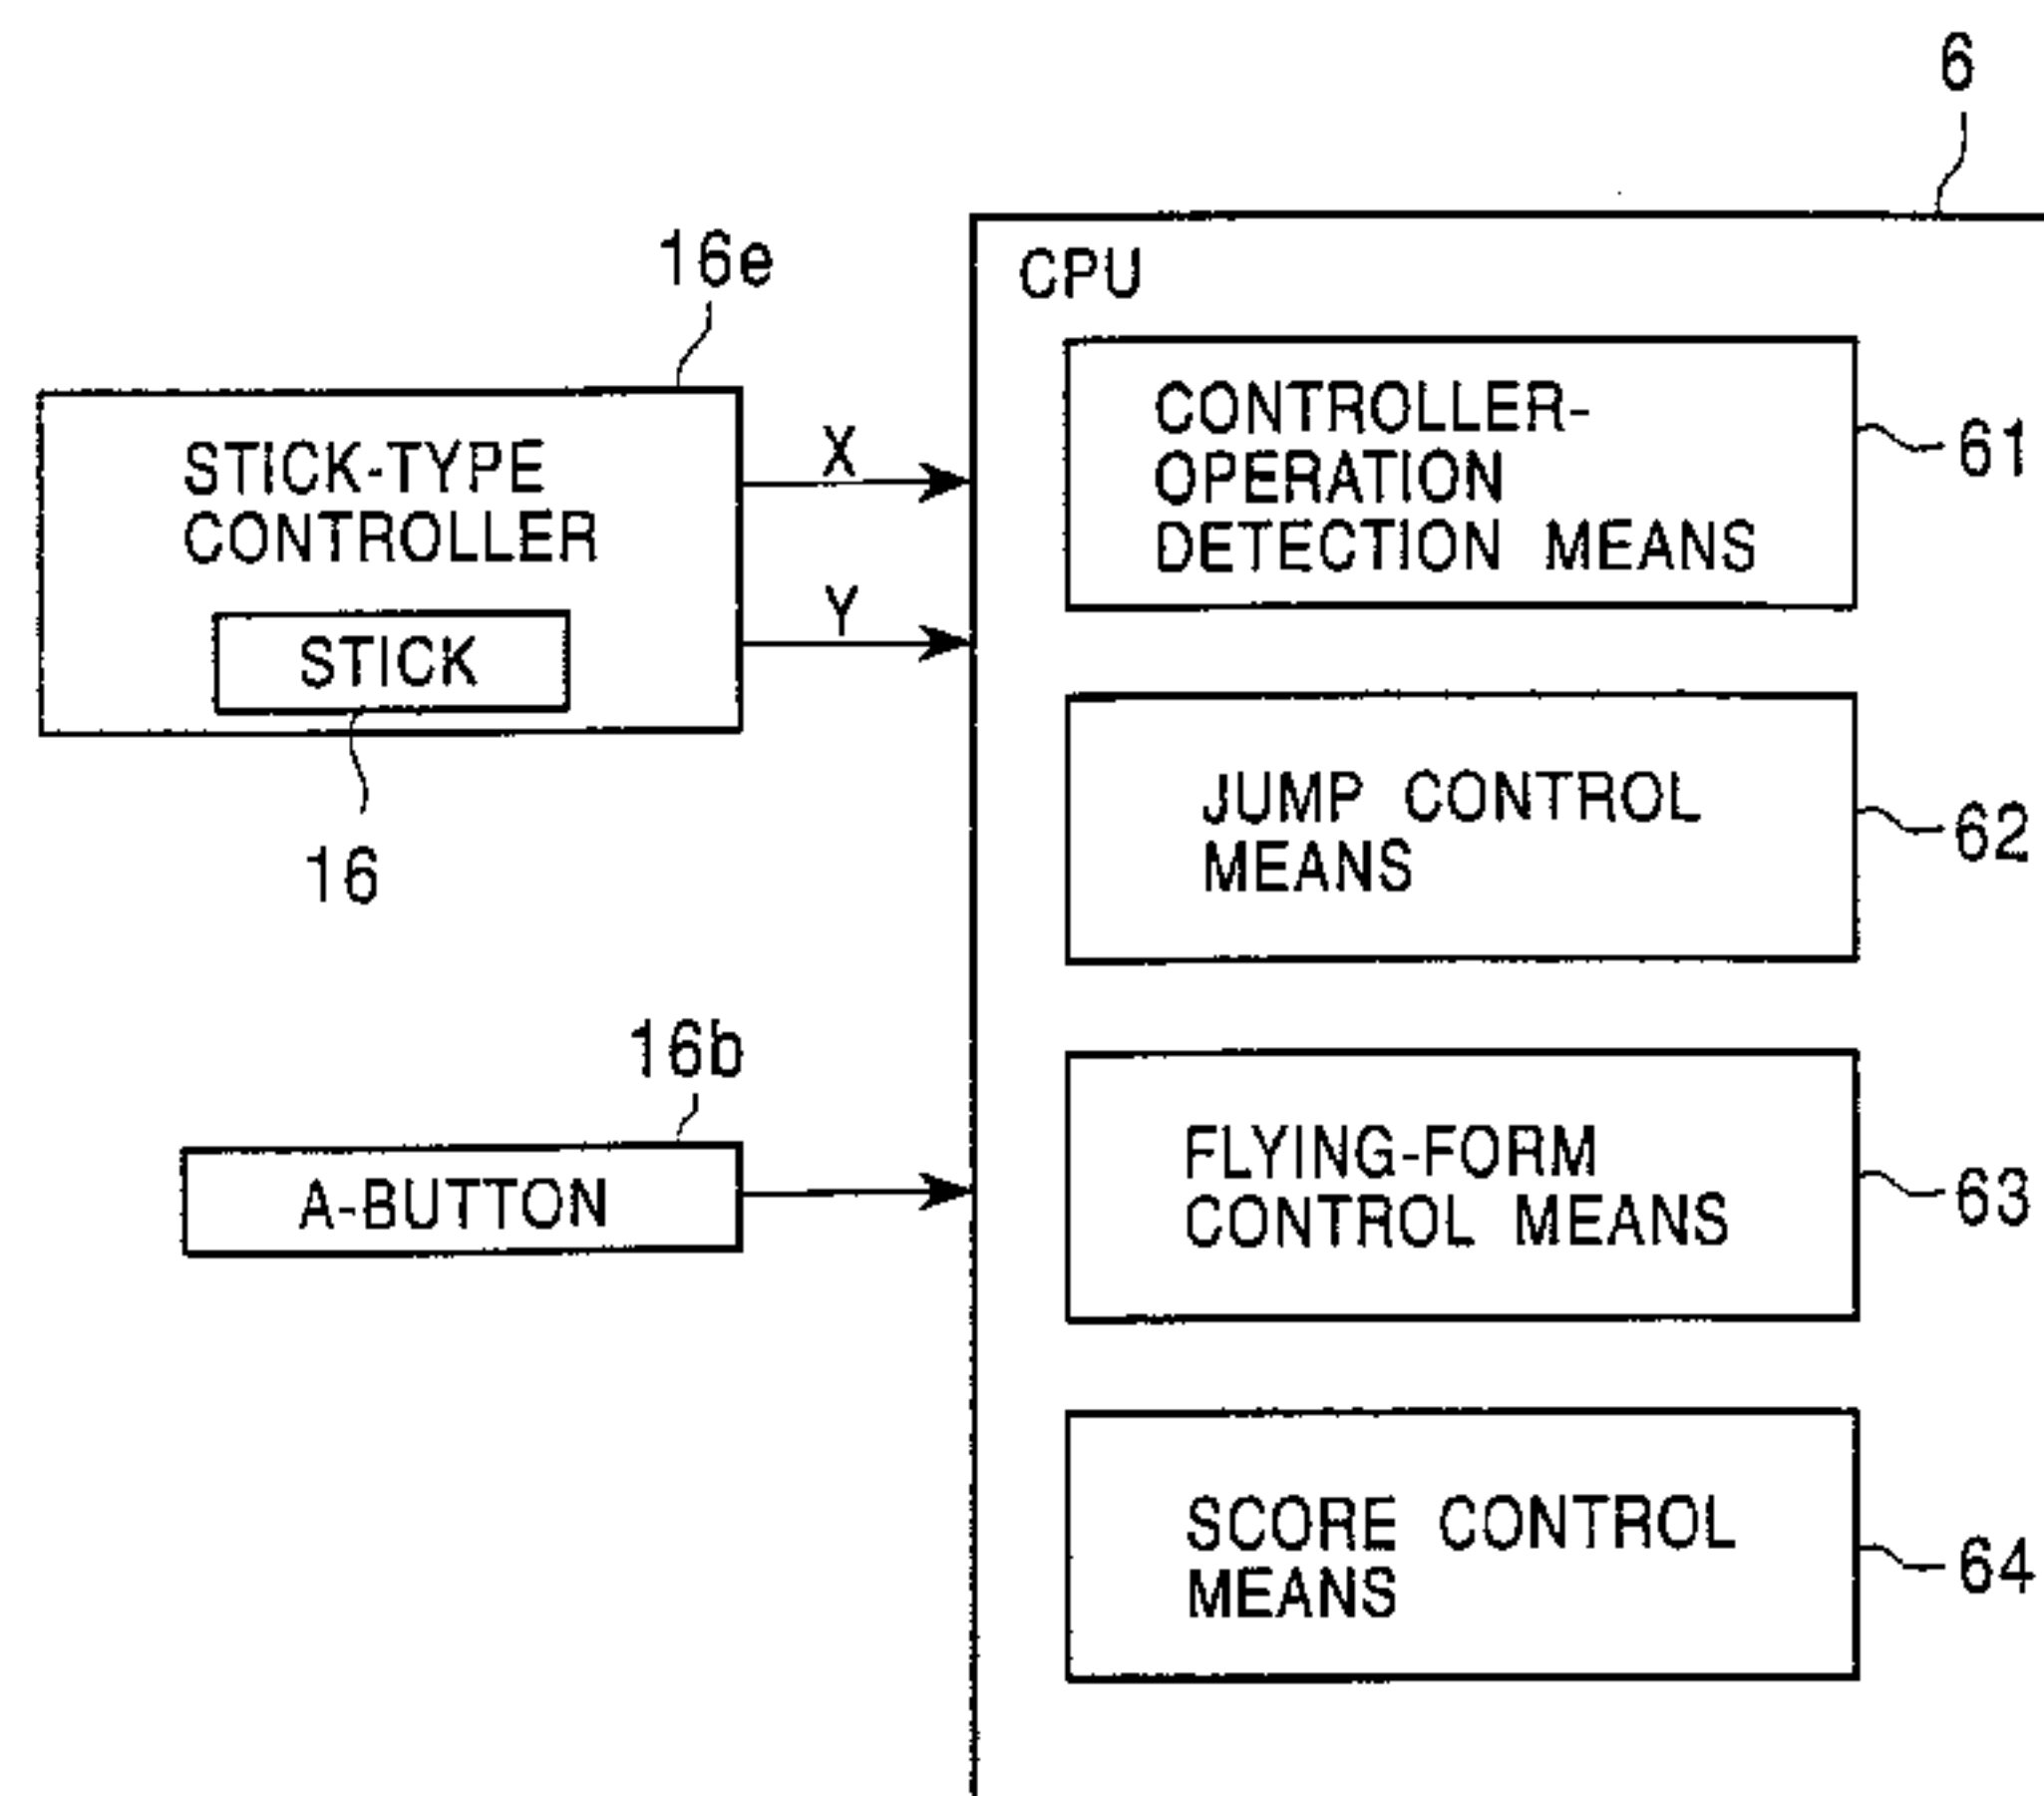 6
CPU
16e
STICK-TYPE
CONTROLLER
STICK
16
X
Y
16b
A-BUTTON
CONTROLLER-
OPERATION
DETECTION MEANS
61
JUMP CONTROL
MEANS
62
FLYING-FORM
CONTROL MEANS
63
SCORE CONTROL
MEANS
64